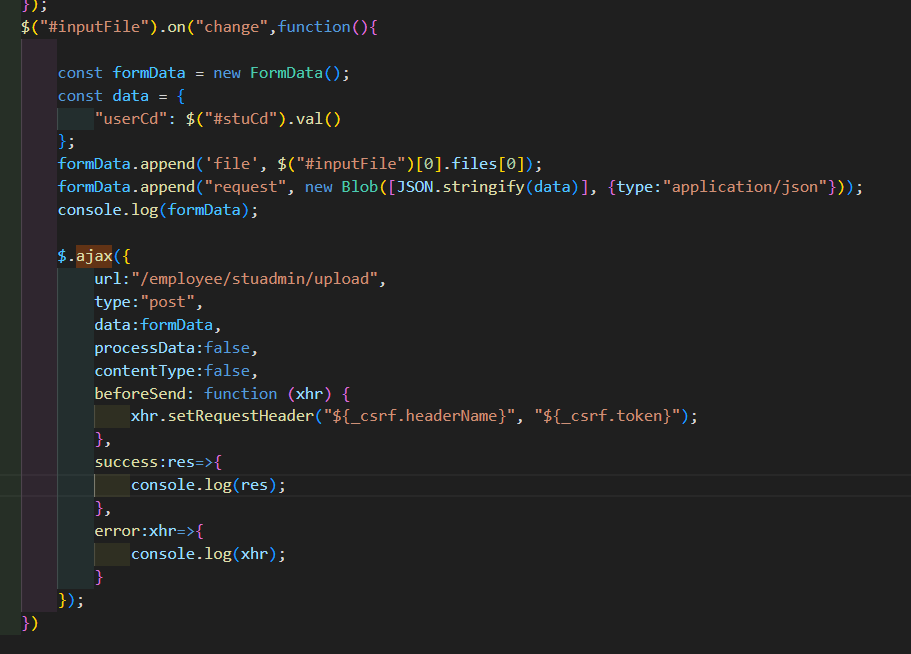 });
$("#inputFile").on("change",function(){
const formData = new FormData();
const data = {
"userCd": $("#stuCd").val()
};
formData.append('file', $("#inputFile")[0].files[0]);
formData.append("request", new Blob([JSON.stringify(data)], {type:"application/json"}));
console.log(formData);
$.ajax({
url:"/employee/stuadmin/upload",
type:"post",
data:formData,
processData:false,
contentType:false,
beforeSend: function (xhr) {
xhr.setRequestHeader("${_csrf.headerName}", "${_csrf.token}");
},
success:res=>{
console.log(res);
},
error:xhr=>{
console.log(xhr);
}
});
})